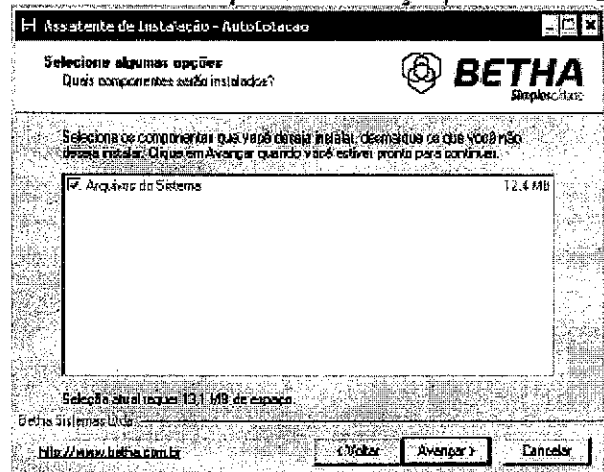 Assistente de Instalação - AutoCotacao
Selecione algumas opções
Quais componentes serão instalados?
BETHA
Simples
Selecione os componentes que você deseja instalar, desmarque os que você não
deseja instalar. Clique em Avançar quando você estiver pronto para continuar.
Arquivos do Sistema 12,4 MB
Seleção atual requer 13,1 MB de espaço.
Betha Sistemas Ltda
http://www.betha.com.br < Voltar Avançar > Cancelar